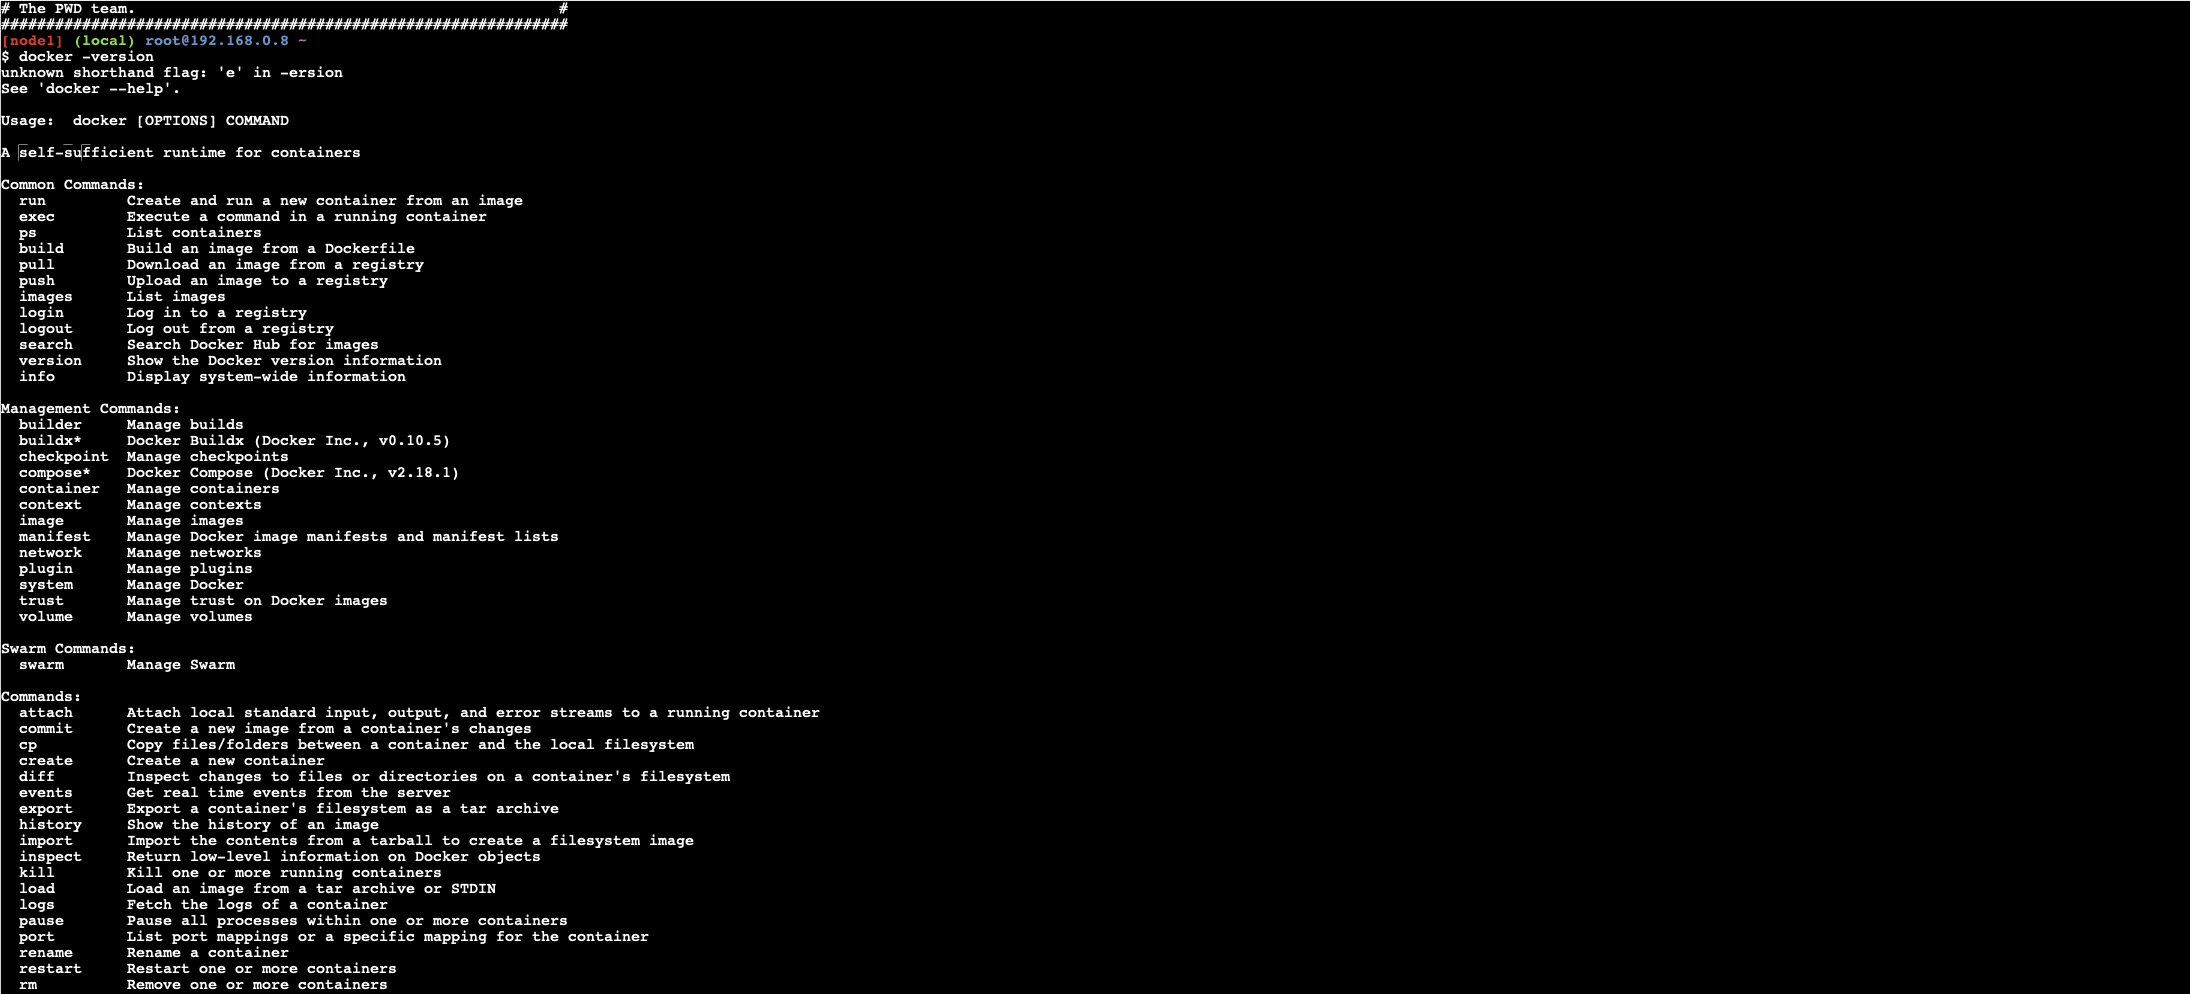 # The PWD team.                                               #
###############################################################
[node1] (local) root@192.168.0.8 ~
$ docker -version
unknown shorthand flag: 'e' in -ersion
See 'docker --help'.

Usage:  docker [OPTIONS] COMMAND

A self-sufficient runtime for containers

Common Commands:
  run         Create and run a new container from an image
  exec        Execute a command in a running container
  ps          List containers
  build       Build an image from a Dockerfile
  pull        Download an image from a registry
  push        Upload an image to a registry
  images      List images
  login       Log in to a registry
  logout      Log out from a registry
  search      Search Docker Hub for images
  version     Show the Docker version information
  info        Display system-wide information

Management Commands:
  builder     Manage builds
  buildx*     Docker Buildx (Docker Inc., v0.10.5)
  checkpoint  Manage checkpoints
  compose*    Docker Compose (Docker Inc., v2.18.1)
  container   Manage containers
  context     Manage contexts
  image       Manage images
  manifest    Manage Docker image manifests and manifest lists
  network     Manage networks
  plugin      Manage plugins
  system      Manage Docker
  trust       Manage trust on Docker images
  volume      Manage volumes

Swarm Commands:
  swarm       Manage Swarm

Commands:
  attach      Attach local standard input, output, and error streams to a running container
  commit      Create a new image from a container's changes
  cp          Copy files/folders between a container and the local filesystem
  create      Create a new container
  diff        Inspect changes to files or directories on a container's filesystem
  events      Get real time events from the server
  export      Export a container's filesystem as a tar archive
  history     Show the history of an image
  import      Import the contents from a tarball to create a filesystem image
  inspect     Return low-level information on Docker objects
  kill        Kill one or more running containers
  load        Load an image from a tar archive or STDIN
  logs        Fetch the logs of a container
  pause       Pause all processes within one or more containers
  port        List port mappings or a specific mapping for the container
  rename      Rename a container
  restart     Restart one or more containers
  rm          Remove one or more containers